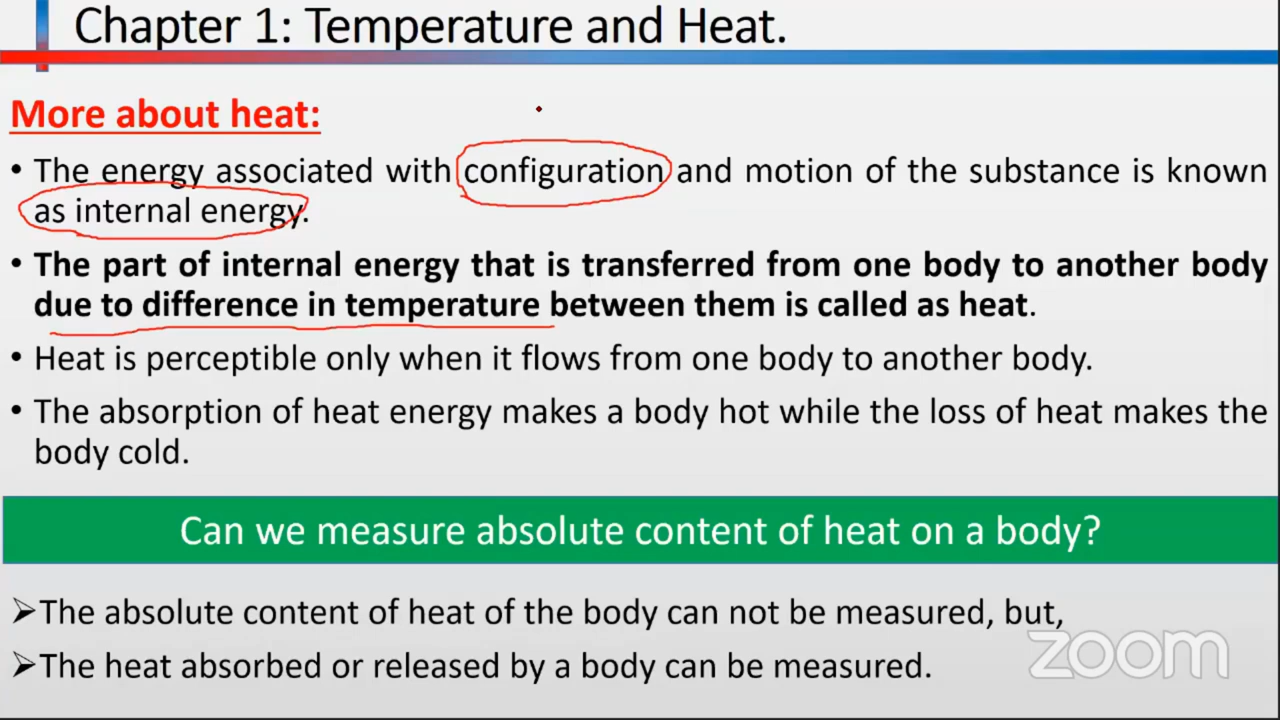 Chapter 1: Temperature and Heat.
More about heat:
• The energy associated with configuration and motion of the substance is known
as internal energy.
• The part of internal energy that is transferred from one body to another body
due to difference in temperature between them is called as heat.
• Heat is perceptible only when it flows from one body to another body.
• The absorption of heat energy makes a body hot while the loss of heat makes the
body cold.
Can we measure absolute content of heat on a body?
➢The absolute content of heat of the body can not be measured, but,
➢The heat absorbed or released by a body can be measured.
zoom